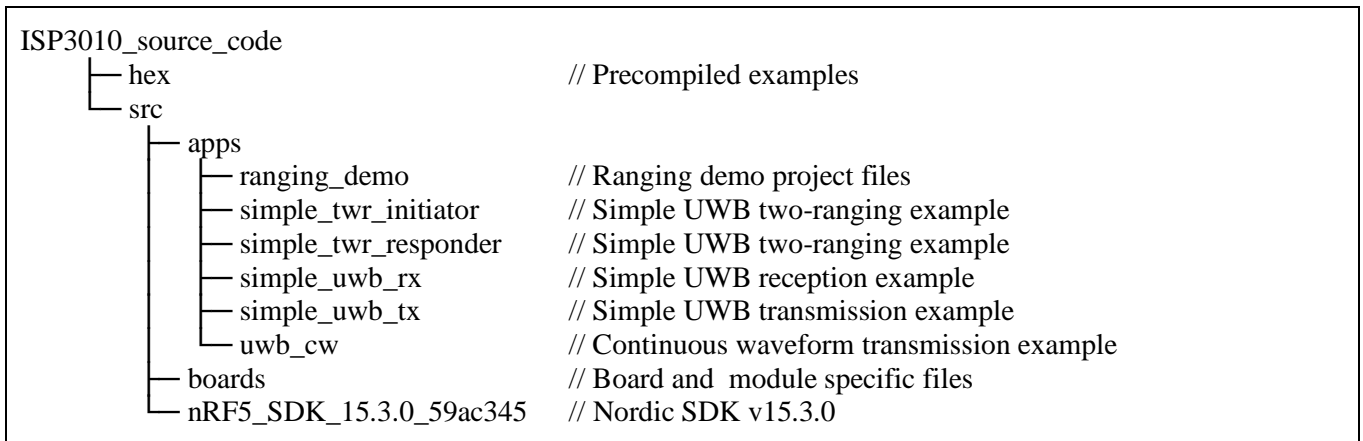 ISP3010_source_code
hex // Precompiled examples
src
apps
ranging_demo // Ranging demo project files
simple_twr_initiator // Simple UWB two-ranging example
simple_twr_responder // Simple UWB two-ranging example
simple_uwb_rx // Simple UWB reception example
simple_uwb_tx // Simple UWB transmission example
uwb_cw // Continuous waveform transmission example
boards // Board and module specific files
nRF5_SDK_15.3.0_59ac345 // Nordic SDK v15.3.0